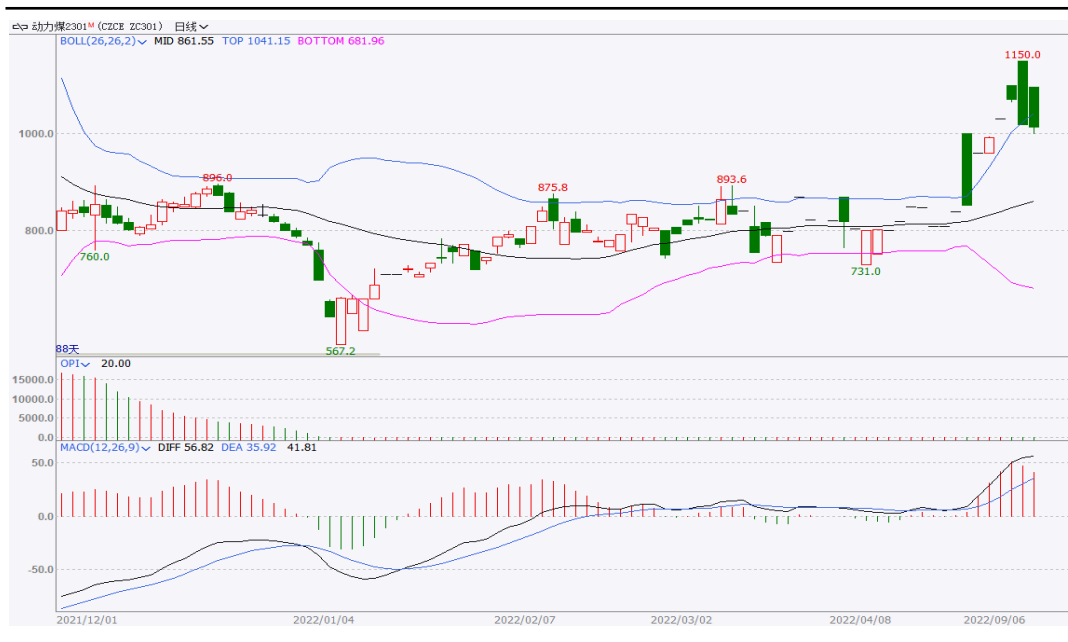 动力煤2301M (CZCE ZC301) 日线
BOLL(26,26,2) MID 861.55 TOP 1041.15 BOTTOM 681.96
1150.0
1000.0
896.0
875.8
893.6
800.0
760.0
731.0
567.2
88天
OPI 20.00
15000.0
10000.0
5000.0
0.0
MACD(12,26,9) DIFF 56.82 DEA 35.92 41.81
50.0
0.0
-50.0
2021/12/01 2022/01/04 2022/02/07 2022/03/02 2022/04/08 2022/09/06